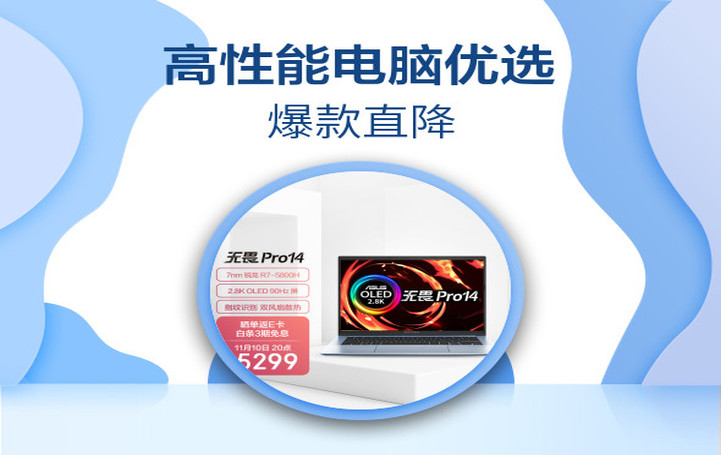 高性能电脑优选
爆款直降
无畏 Pro14
7nm 锐龙 R7-5800H
2.8K OLED 90Hz 屏
指纹识别 双风扇散热
晒单返E卡
白条3期免息
11月10日 20点
5299
ASUS
OLED
2.8K
无畏 Pro14